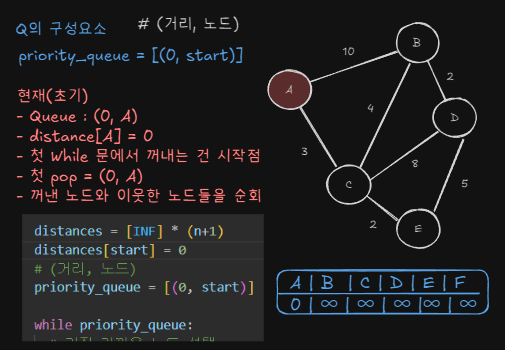 Q의 구성요소
# (거리, 노드)
priority_queue = [(0, start)]
현재(초기)
- Queue : (0, A)
- distance[A] = 0
- 첫 While 문에서 꺼내는 건 시작점
- 첫 pop = (0, A)
- 꺼낸 노드와 이웃한 노드들을 순회
distances = [INF] * (n+1)
distances[start] = 0
# (거리, 노드)
priority_queue = [(0, start)]
while priority_queue:
B
10
A
2
4
D
3
8
C
5
2
E
A B C D E F
0 ∞ ∞ ∞ ∞ ∞